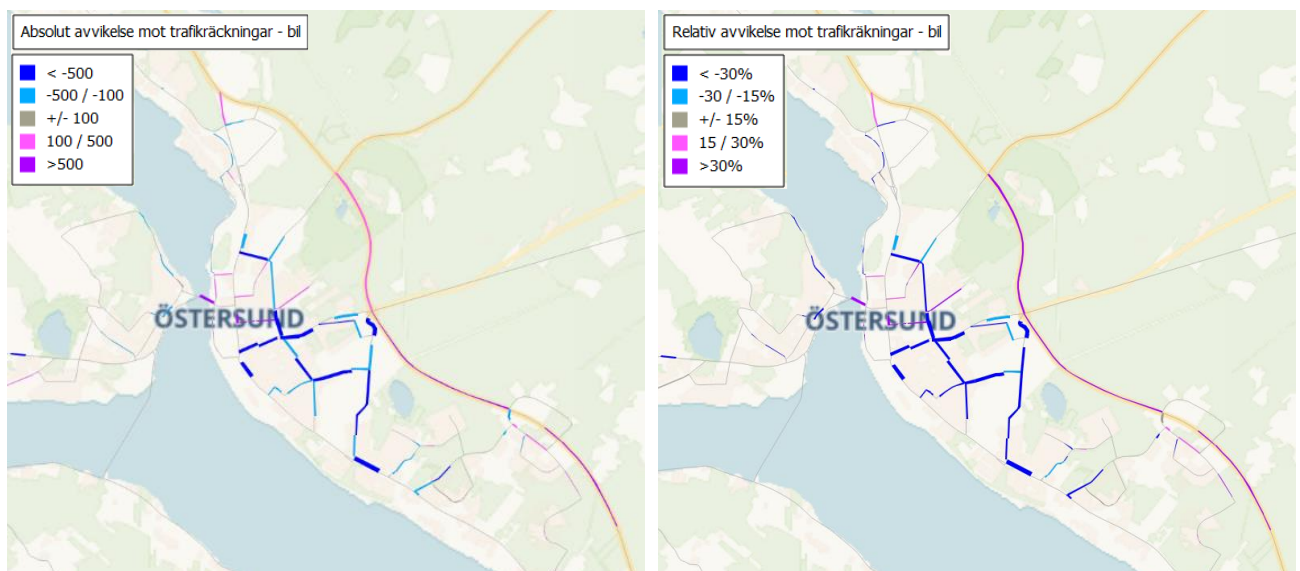 Absolut avvikelse mot trafikräckningar - bil
< -500
-500 / -100
+/- 100
100 / 500
>500
ÖSTERSUND
Relativ avvikelse mot trafikräkningar - bil
< -30%
-30 / -15%
+/- 15%
15 / 30%
>30%
ÖSTERSUND